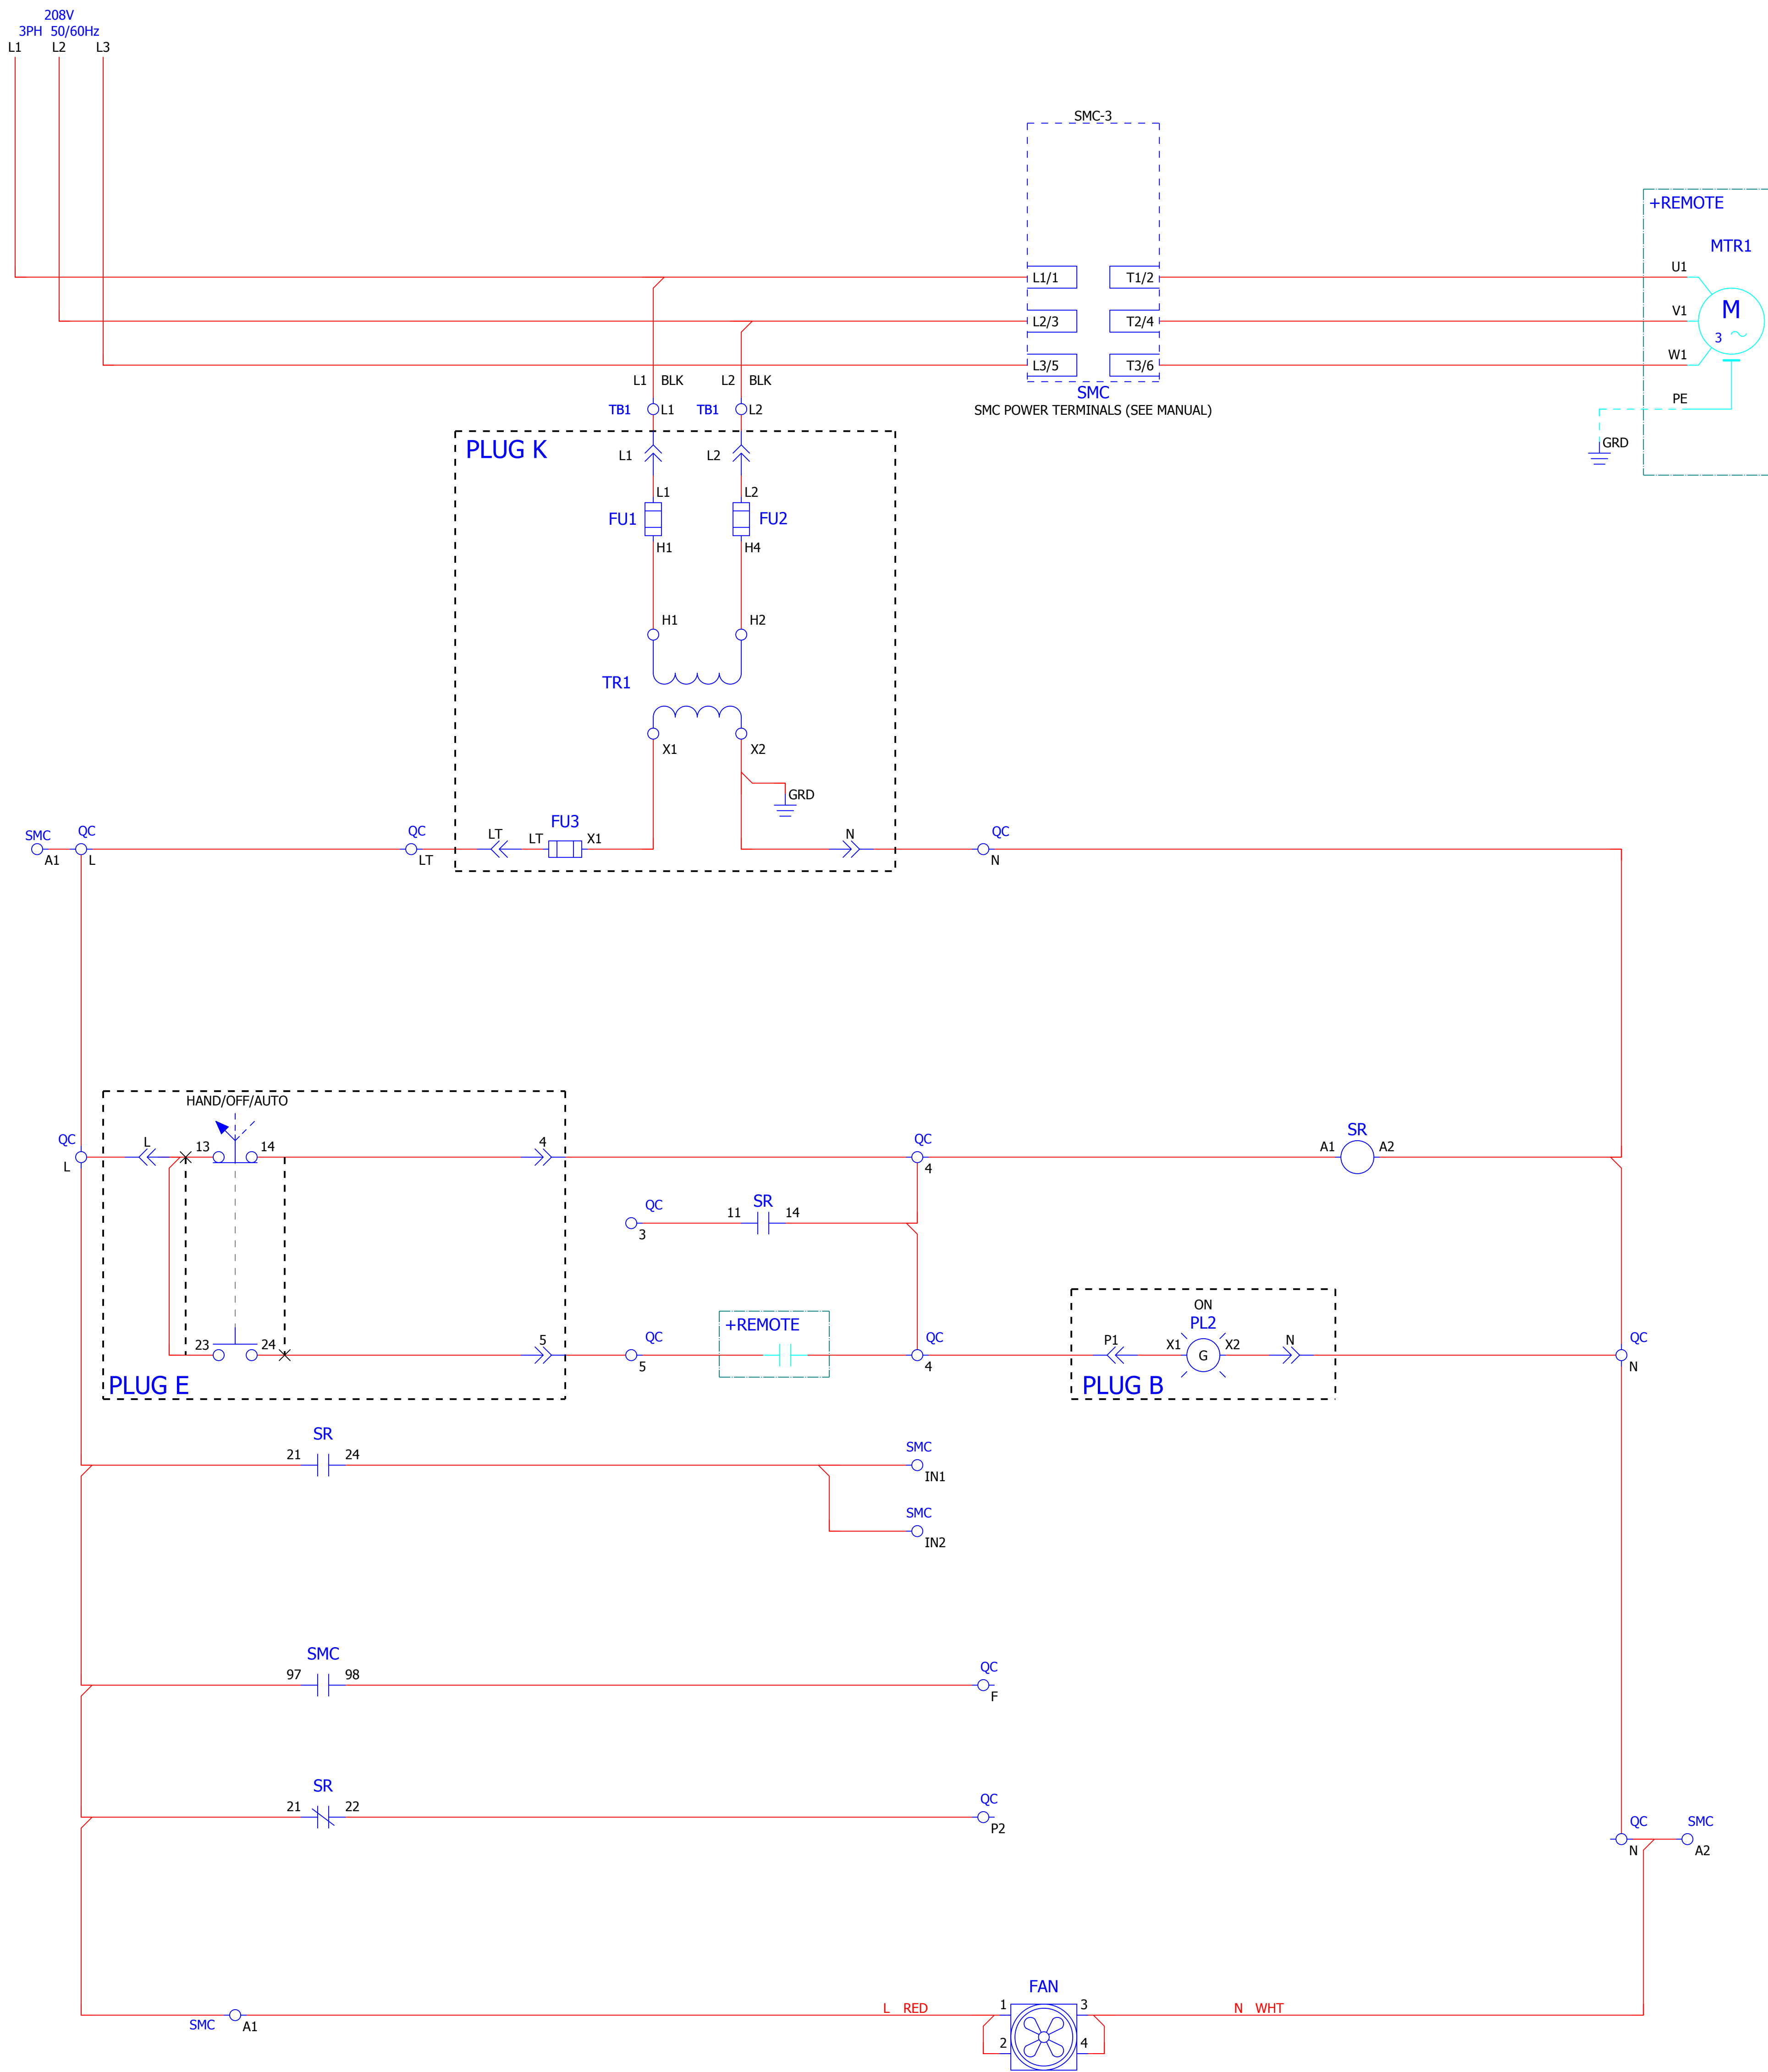 208V
3PH 50/60Hz
L1 L2 L3
SMC-3
+REMOTE
MTR1
L1/1 T1/2 U1
L2/3 T2/4 V1 M
3
L3/5 T3/6 W1
SMC
SMC POWER TERMINALS (SEE MANUAL)
L1 BLK L2 BLK
TB1 L1 TB1 L2
PE
GRD
PLUG K
L1 L2
L1 L2
FU1 FU2
H1 H4
H1 H2
TR1
X1 X2
GRD
SMC QC QC LT LT FU3 X1 N QC
A1 L LT N
HAND/OFF/AUTO
QC L 13 14 4 QC A1 SR A2
L 4
QC 11 SR 14
3
+REMOTE
ON
PL2
23 24 5 QC P1 X1 G X2 N QC
5 4 N
PLUG E PLUG B
SR
21 24 SMC
IN1
SMC
IN2
SMC
97 98 QC
F
SR
21 22 QC
P2
QC SMC
N A2
FAN
L RED 1 3 N WHT
SMC A1
2 4